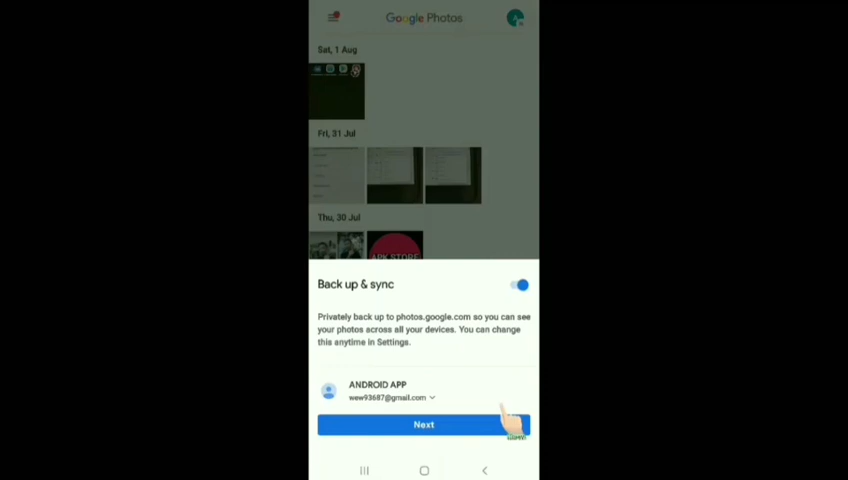 Google Photos
Sat, 1 Aug
Fri, 31 Jul
Thu, 30 Jul
APK STORE
Back up & sync
Privately back up to photos.google.com so you can see
your photos across all your devices. You can change
this anytime in Settings.
ANDROID APP
wew93687@gmail.com
Next